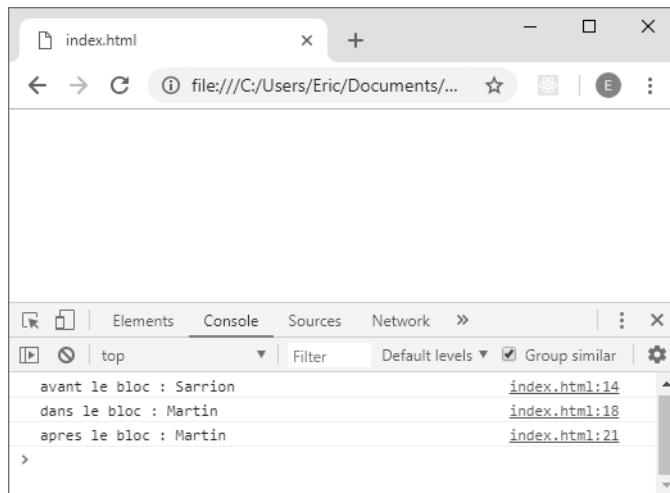 index.html
file:///C:/Users/Eric/Documents/...
E
Elements Console Sources Network
top Filter Default levels Group similar
avant le bloc : Sarrion index.html:14
dans le bloc : Martin index.html:18
apres le bloc : Martin index.html:21
>